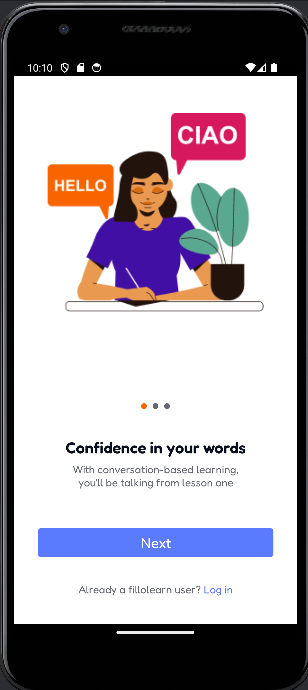 10:10
CIAO
HELLO
Confidence in your words
With conversation-based learning,
you'll be talking from lesson one
Next
Already a fillolearn user? Log in